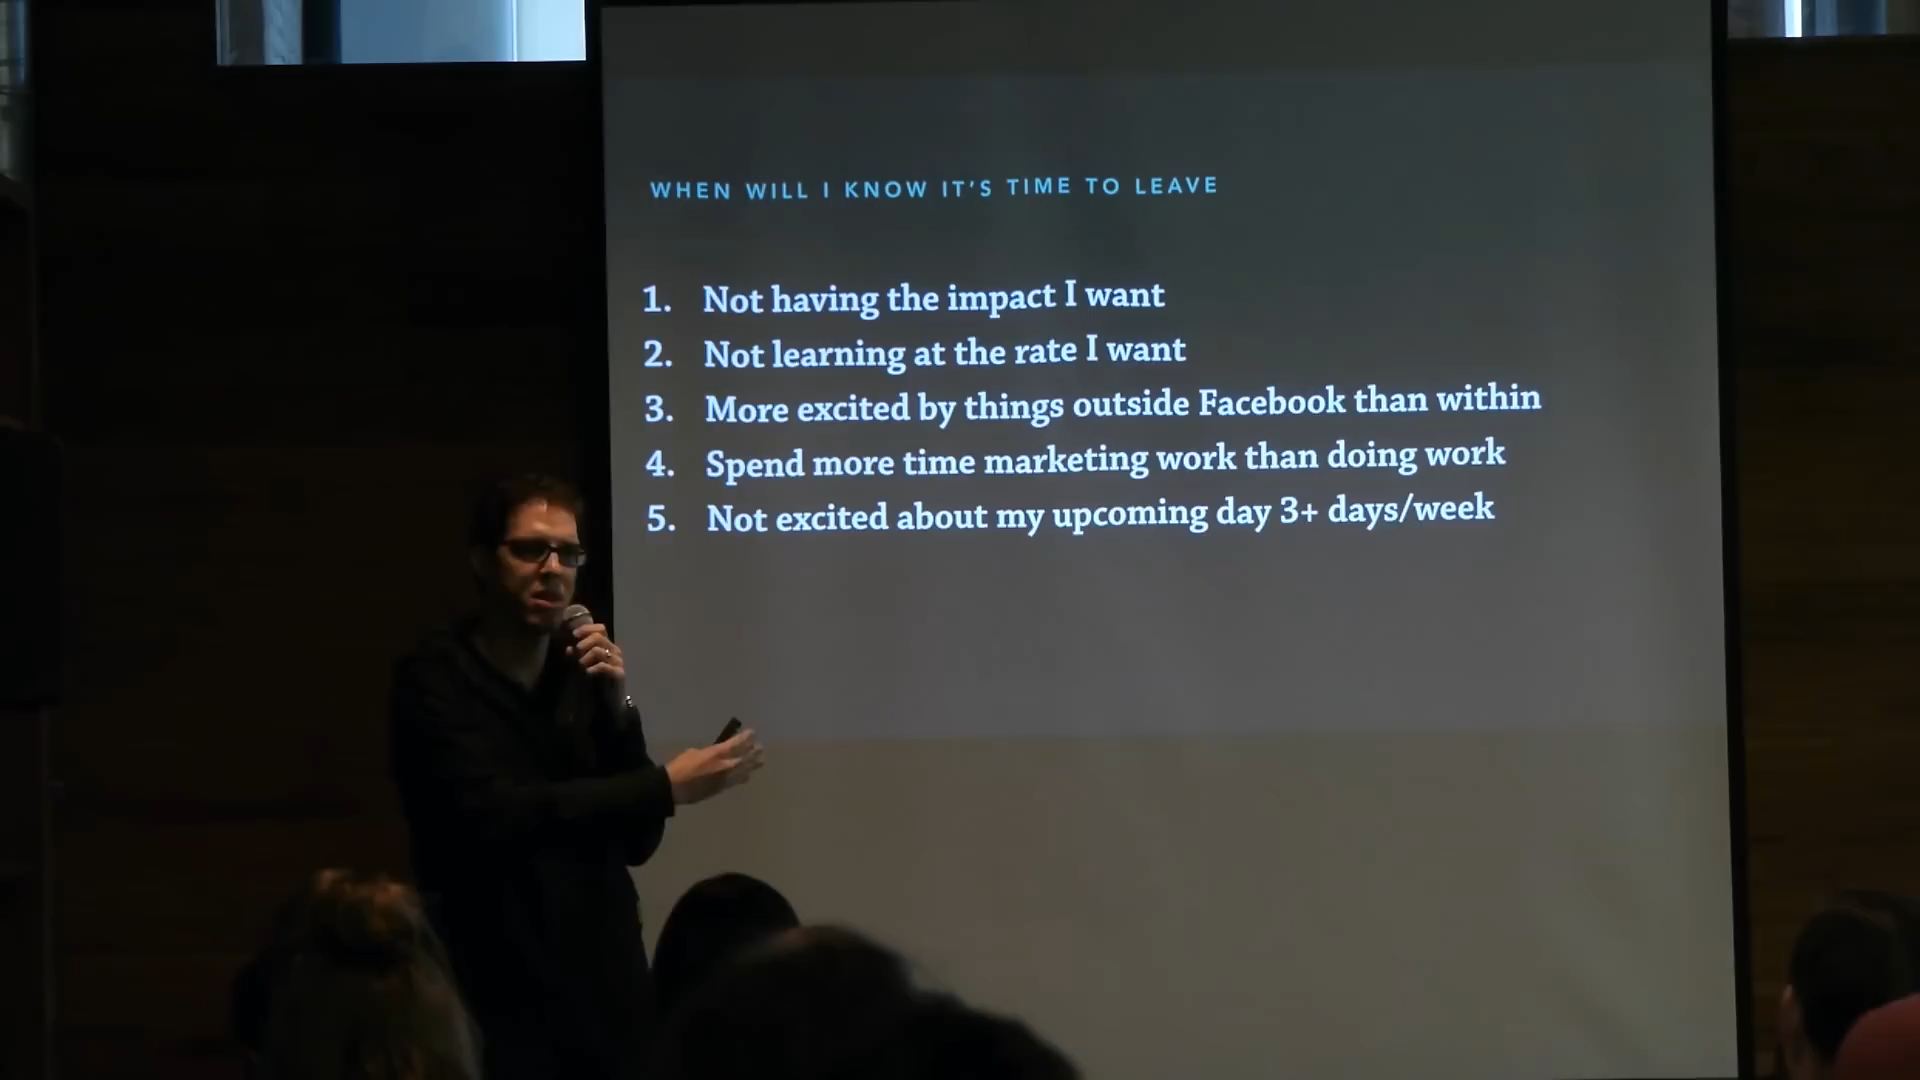 WHEN WILL I KNOW IT'S TIME TO LEAVE
1. Not having the impact I want
2. Not learning at the rate I want
3. More excited by things outside Facebook than within
4. Spend more time marketing work than doing work
5. Not excited about my upcoming day 3+ days/week